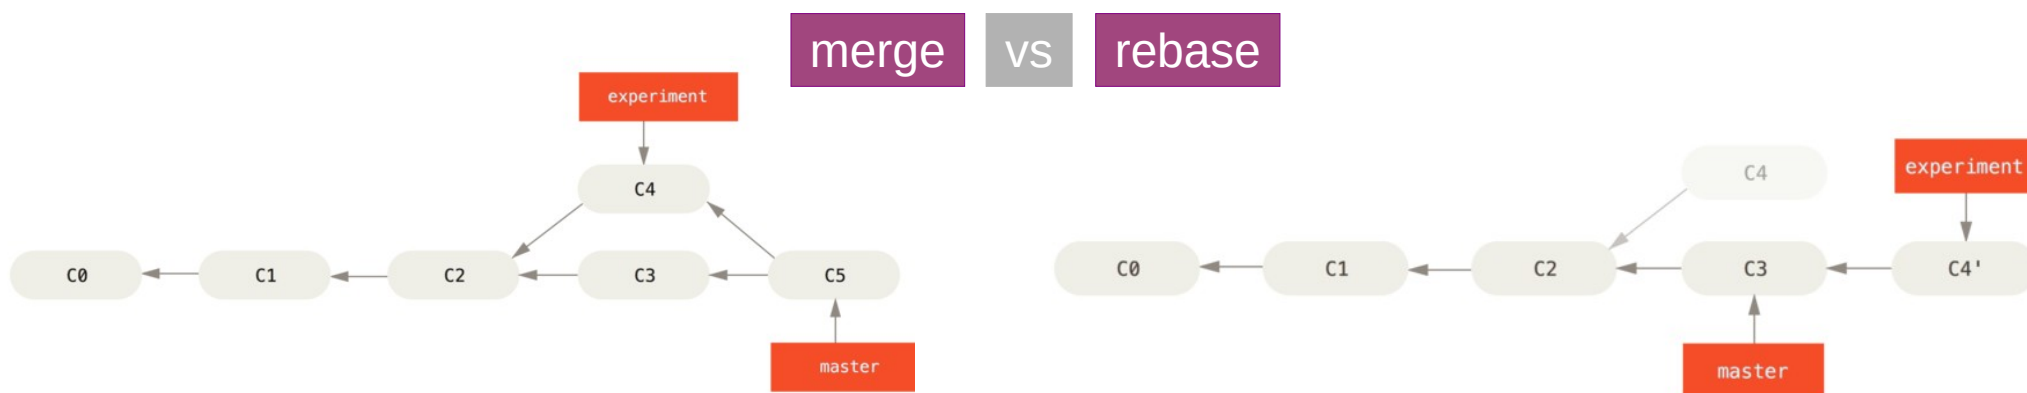 merge vs rebase
experiment
C4
C0 C1 C2 C3 C5
master
experiment
C4
C0 C1 C2 C3 C4'
master